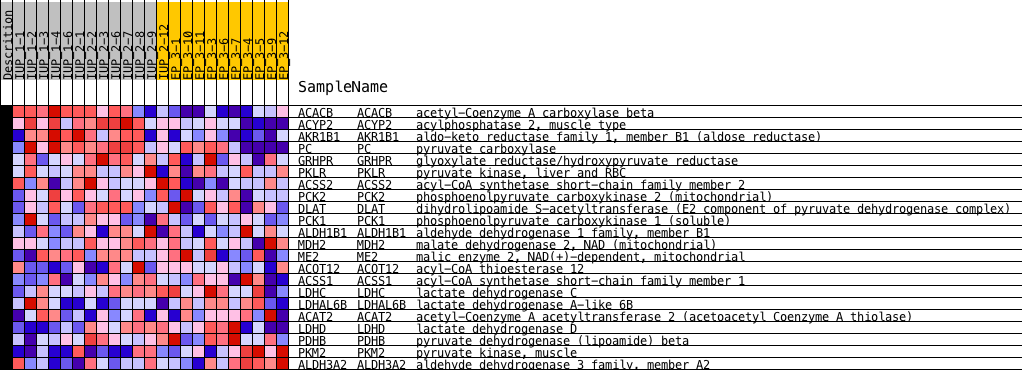 Descrition
IUP_1-1
IUP_1-2
IUP_1-3
IUP_1-4
IUP_1-6
IUP_2-2
IUP_2-3
IUP_2-6
IUP_2-7
IUP_2-8
IUP_2-9
IUP_2-12
EP_3-1
EP_3-10
EP_3-11
EP_3-3
EP_3-6
EP_3-7
EP_3-4
EP_3-5
EP_3-9
EP_3-12
SampleName
ACACB ACACB acetyl-Coenzyme A carboxylase beta
ACYP2 ACYP2 acylphosphatase 2, muscle type
AKR1B1 AKR1B1 aldo-keto reductase family 1, member B1 (aldose reductase)
PC PC pyruvate carboxylase
GRHPR GRHPR glyoxylate reductase/hydroxypyruvate reductase
PKLR PKLR pyruvate kinase, liver and RBC
ACSS2 ACSS2 acyl-CoA synthetase short-chain family member 2
PCK2 PCK2 phosphoenolpyruvate carboxykinase 2 (mitochondrial)
DLAT DLAT dihydrolipoamide S-acetyltransferase (E2 component of pyruvate dehydrogenase complex)
PCK1 PCK1 phosphoenolpyruvate carboxykinase 1 (soluble)
ALDH1B1 ALDH1B1 aldehyde dehydrogenase 1 family, member B1
MDH2 MDH2 malate dehydrogenase 2, NAD (mitochondrial)
ME2 ME2 malic enzyme 2, NAD(+)-dependent, mitochondrial
ACOT12 ACOT12 acyl-CoA thioesterase 12
ACSS1 ACSS1 acyl-CoA synthetase short-chain family member 1
LDHC LDHC lactate dehydrogenase C
LDHAL6B LDHAL6B lactate dehydrogenase A-like 6B
ACAT2 ACAT2 acetyl-Coenzyme A acetyltransferase 2 (acetoacetyl Coenzyme A thiolase)
LDHD LDHD lactate dehydrogenase D
PDHB PDHB pyruvate dehydrogenase (lipoamide) beta
PKM2 PKM2 pyruvate kinase, muscle
ALDH3A2 ALDH3A2 aldehyde dehydrogenase 3 family, member A2